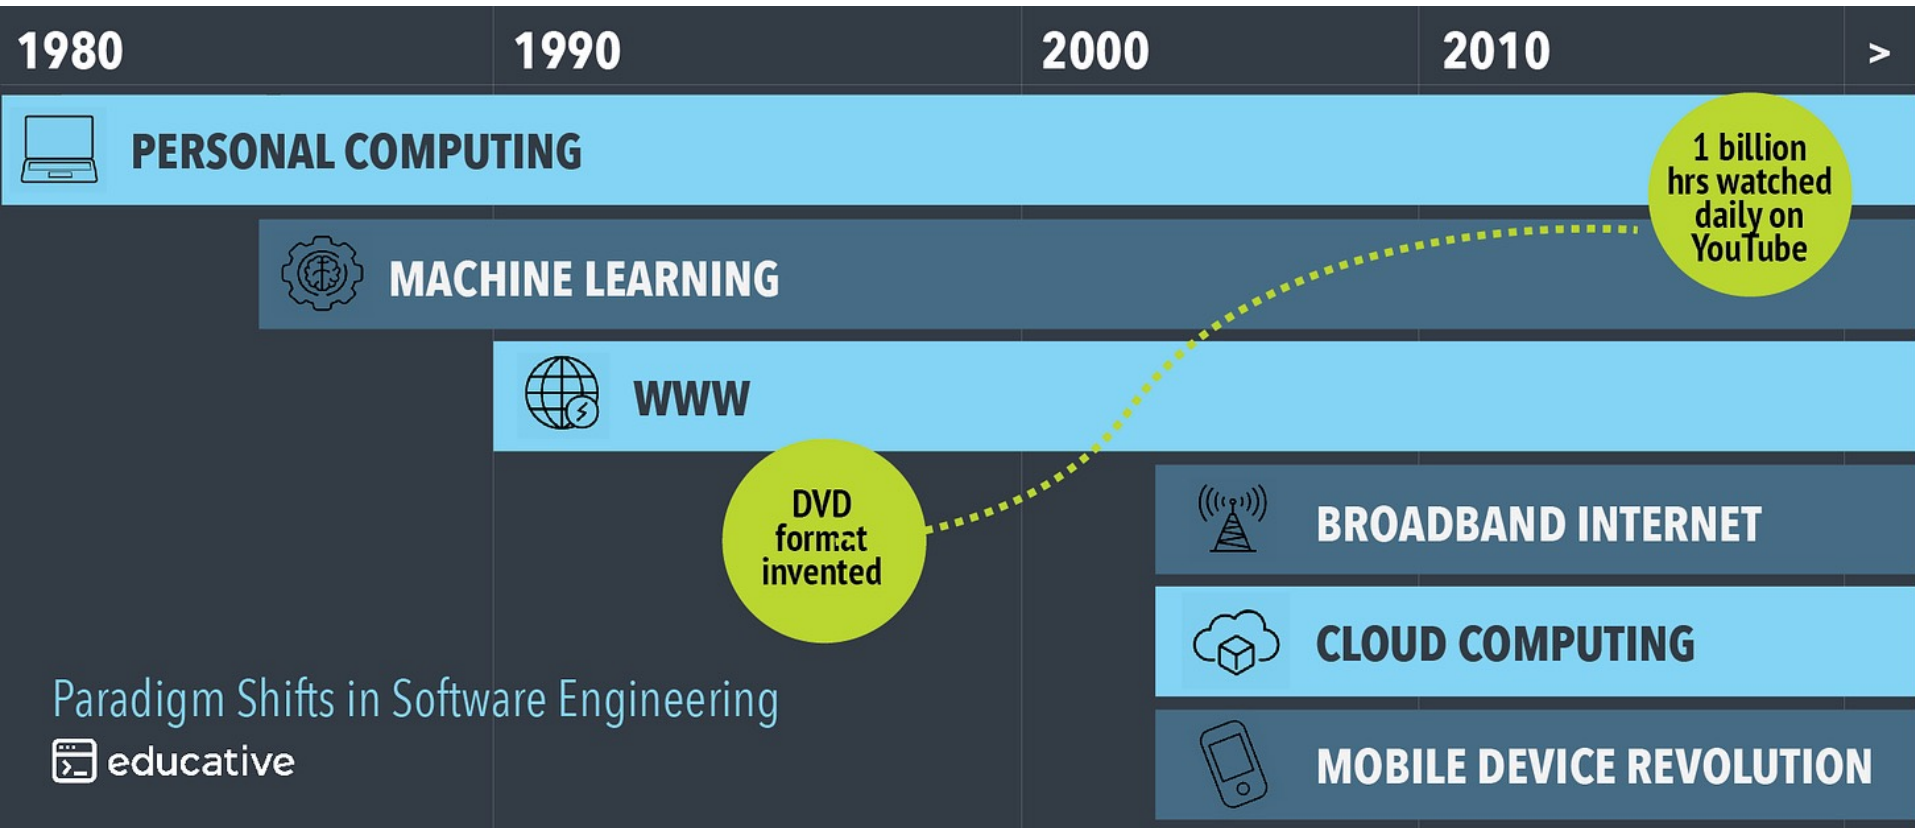 1980 1990 2000 2010 >
PERSONAL COMPUTING
1 billion
hrs watched
daily on
YouTube
MACHINE LEARNING
WWW
DVD
format
invented
BROADBAND INTERNET
CLOUD COMPUTING
MOBILE DEVICE REVOLUTION
Paradigm Shifts in Software Engineering
educative